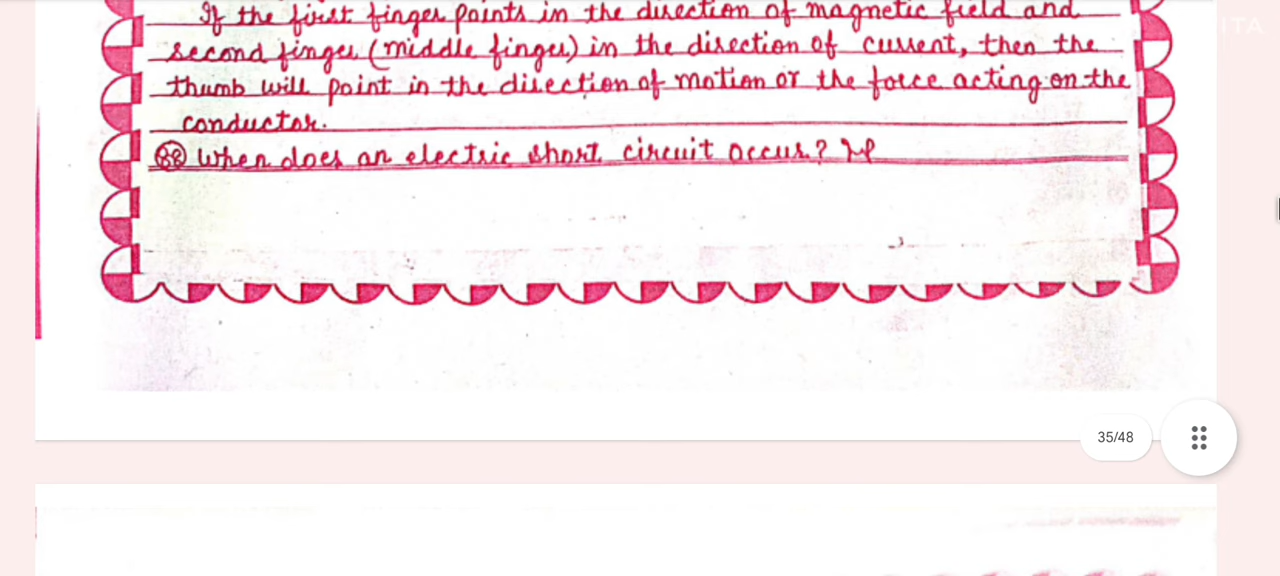 If the first finger points in the direction of magnetic field and
second finger (middle finger) in the direction of current, then the
thumb will point in the direction of motion or the force acting on the
conductor.
When does an electric short circuit occur?
35/48
ITA